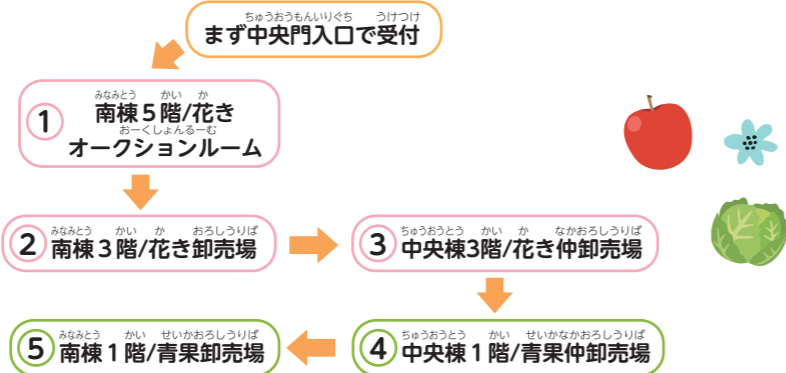 ちゅうおうもんいりぐち うけつけ
まず中央門入口で受付
みなみとう かい か
① 南棟5階/花き
おーくしょんるーむ
オークションルーム
みなみとう かい か おろしうりば
② 南棟3階/花き卸売場
ちゅうおうとう かい か なかおろしうりば
③ 中央棟3階/花き仲卸売場
ちゅうおうとう かい せいかなかおろしうりば
④ 中央棟1階/青果仲卸売場
みなみとう かい せいかおろしうりば
⑤ 南棟1階/青果卸売場